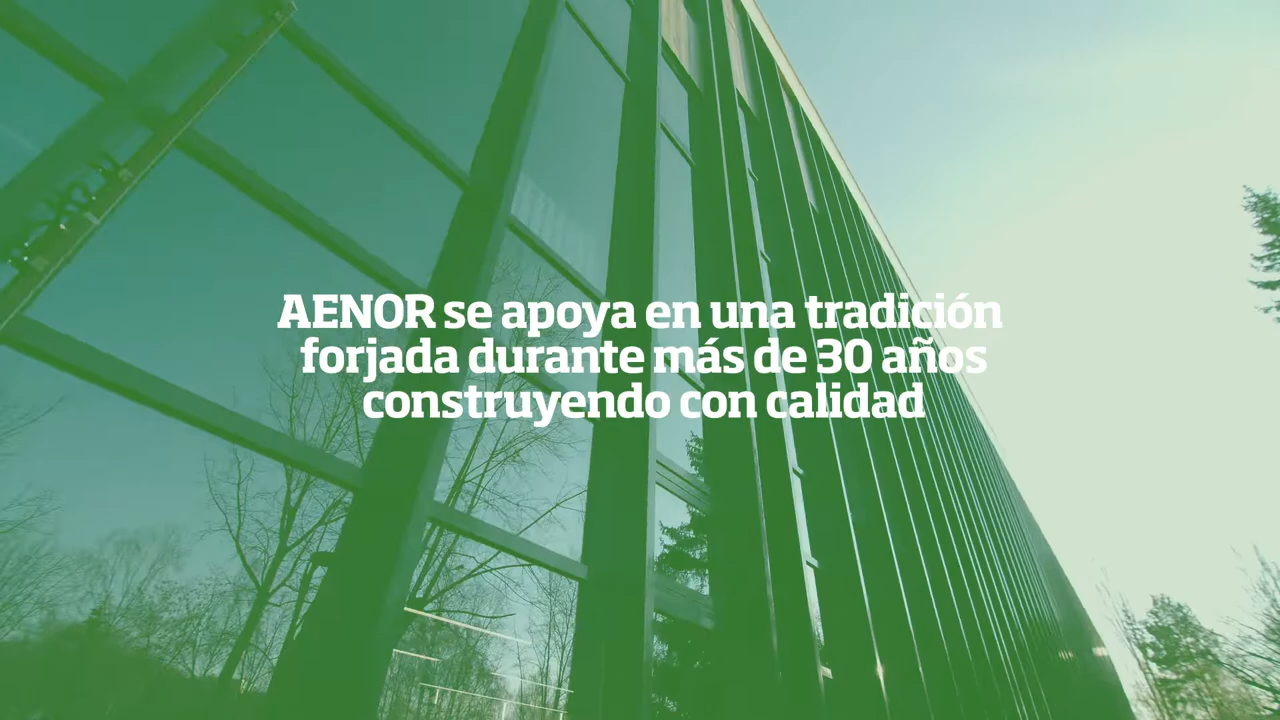 AENOR se apoya en una tradición
forjada durante más de 30 años
construyendo con calidad